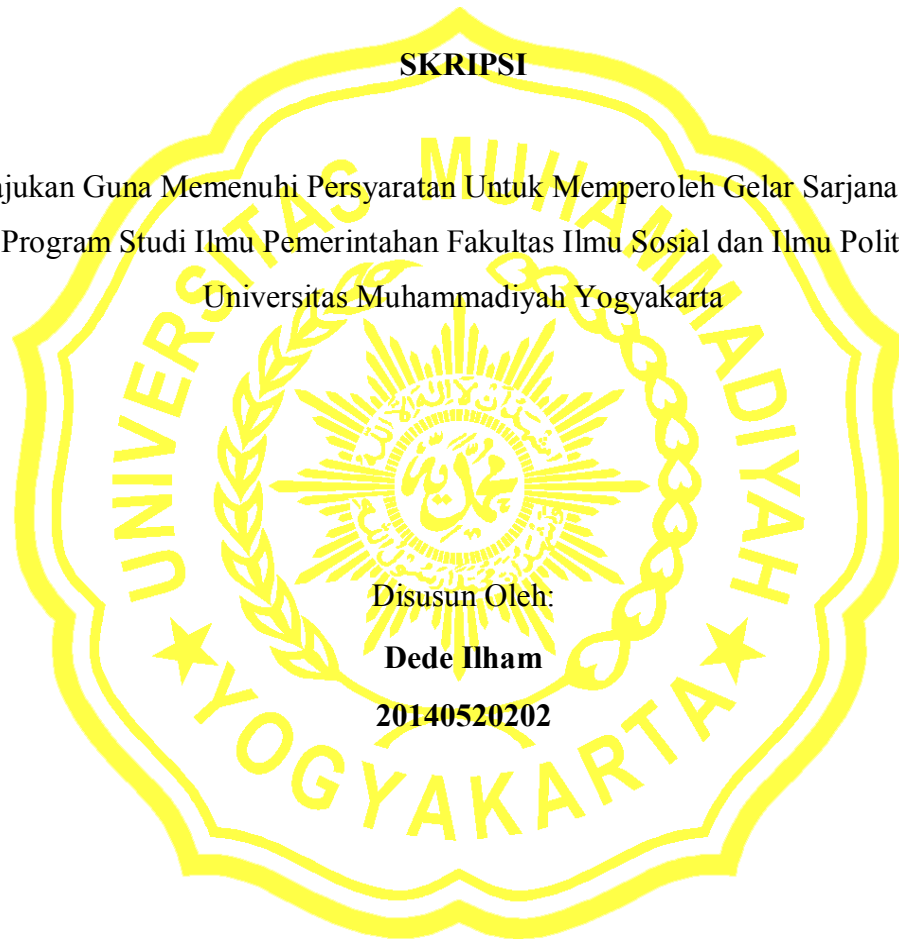 SKRIPSI
ajukan Guna Memenuhi Persyaratan Untuk Memperoleh Gelar Sarjana
Program Studi Ilmu Pemerintahan Fakultas Ilmu Sosial dan Ilmu Polit
Universitas Muhammadiyah Yogyakarta
UNIVERSITAS MUHAMMADIYAH
YOGYAKARTA
محمدية
Disusun Oleh:
Dede Ilham
20140520202